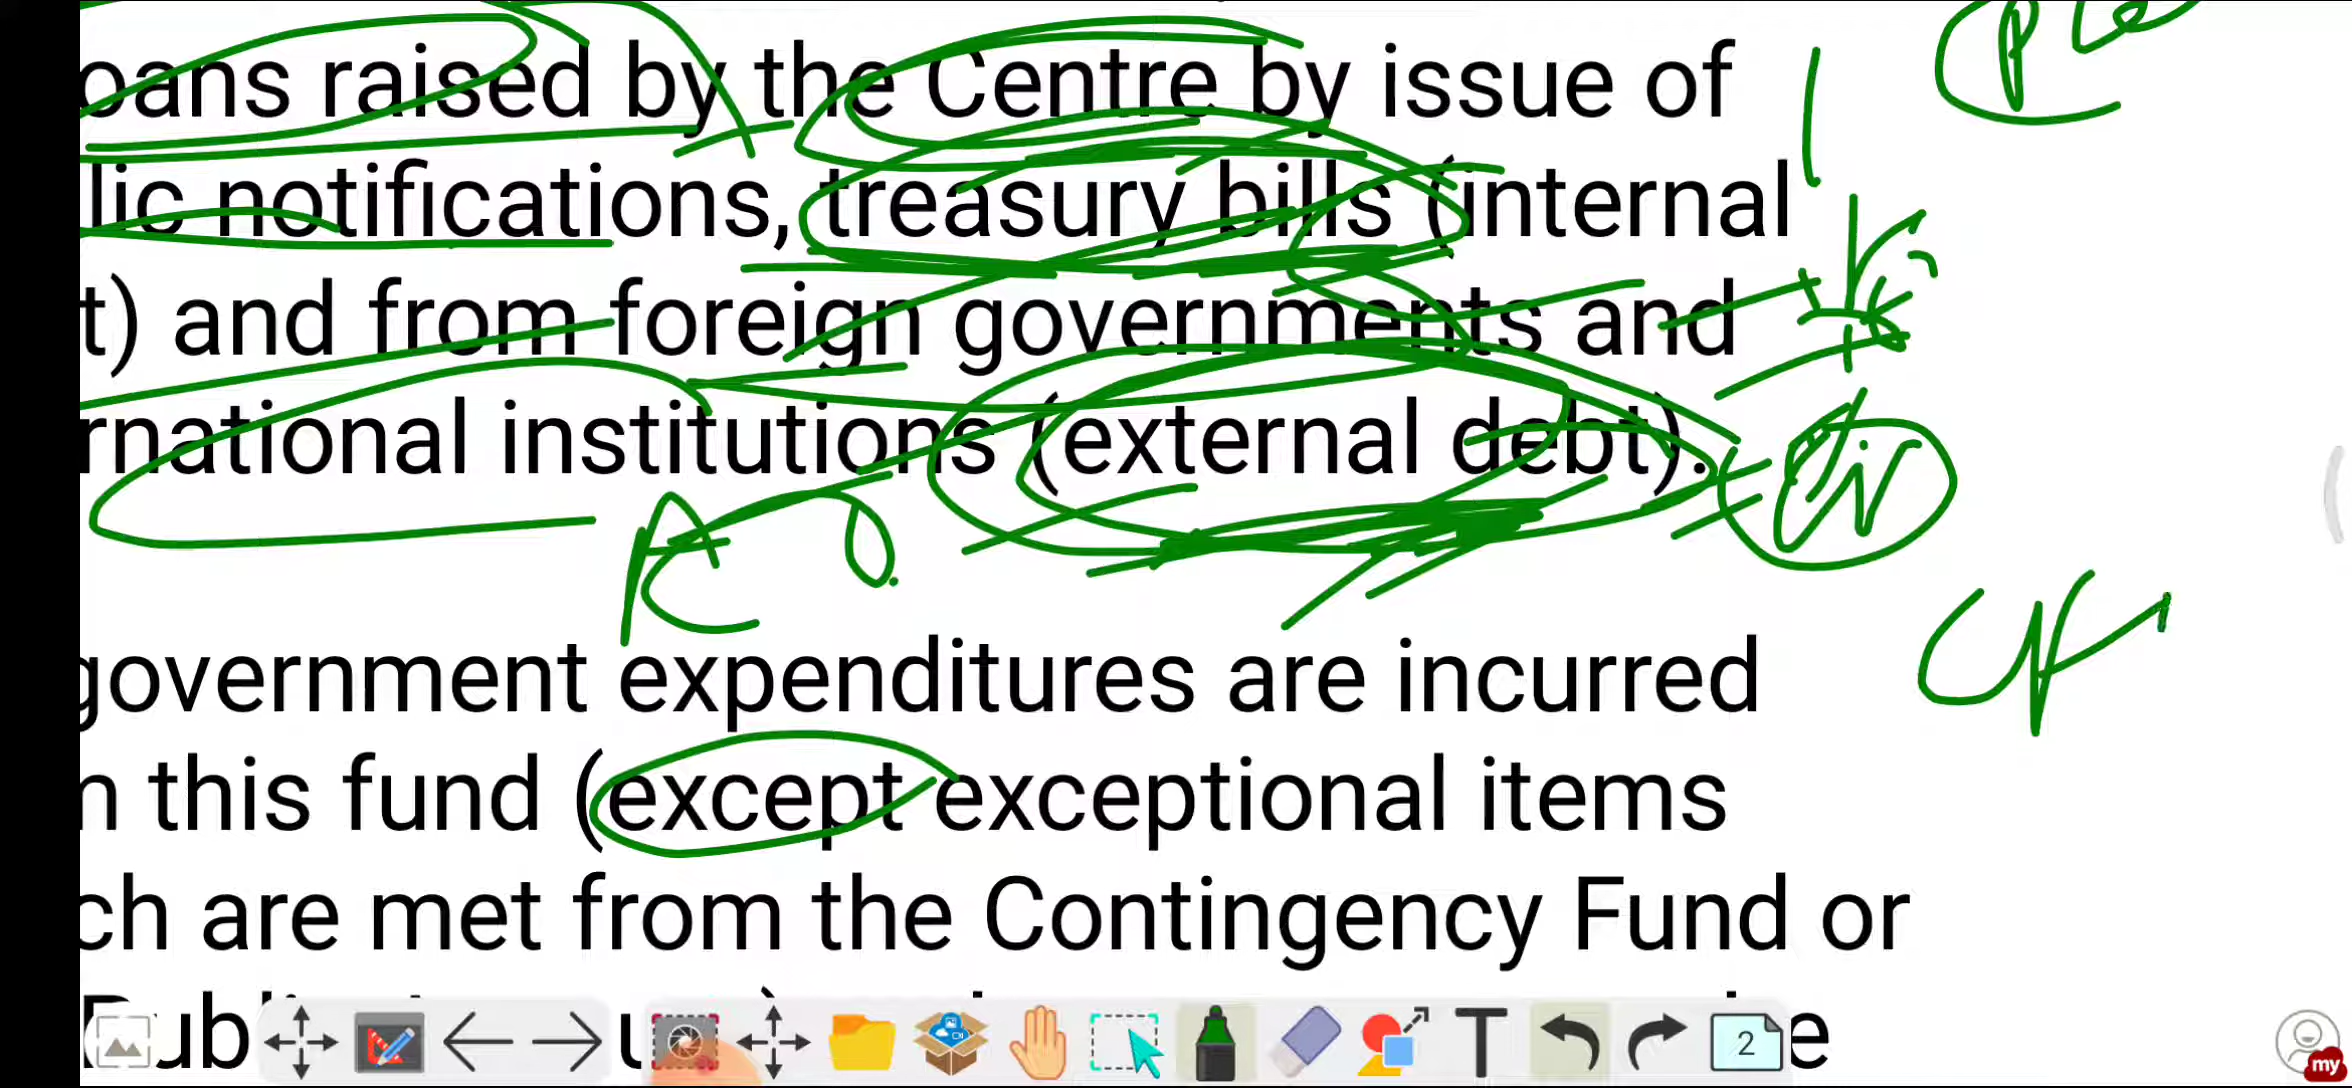 oans raised by the Centre by issue of
lic notifications, treasury bills (internal
t) and from foreign governments and
rnational institutions (external debt).
government expenditures are incurred
n this fund (except exceptional items
ch are met from the Contingency Fund or
2
my